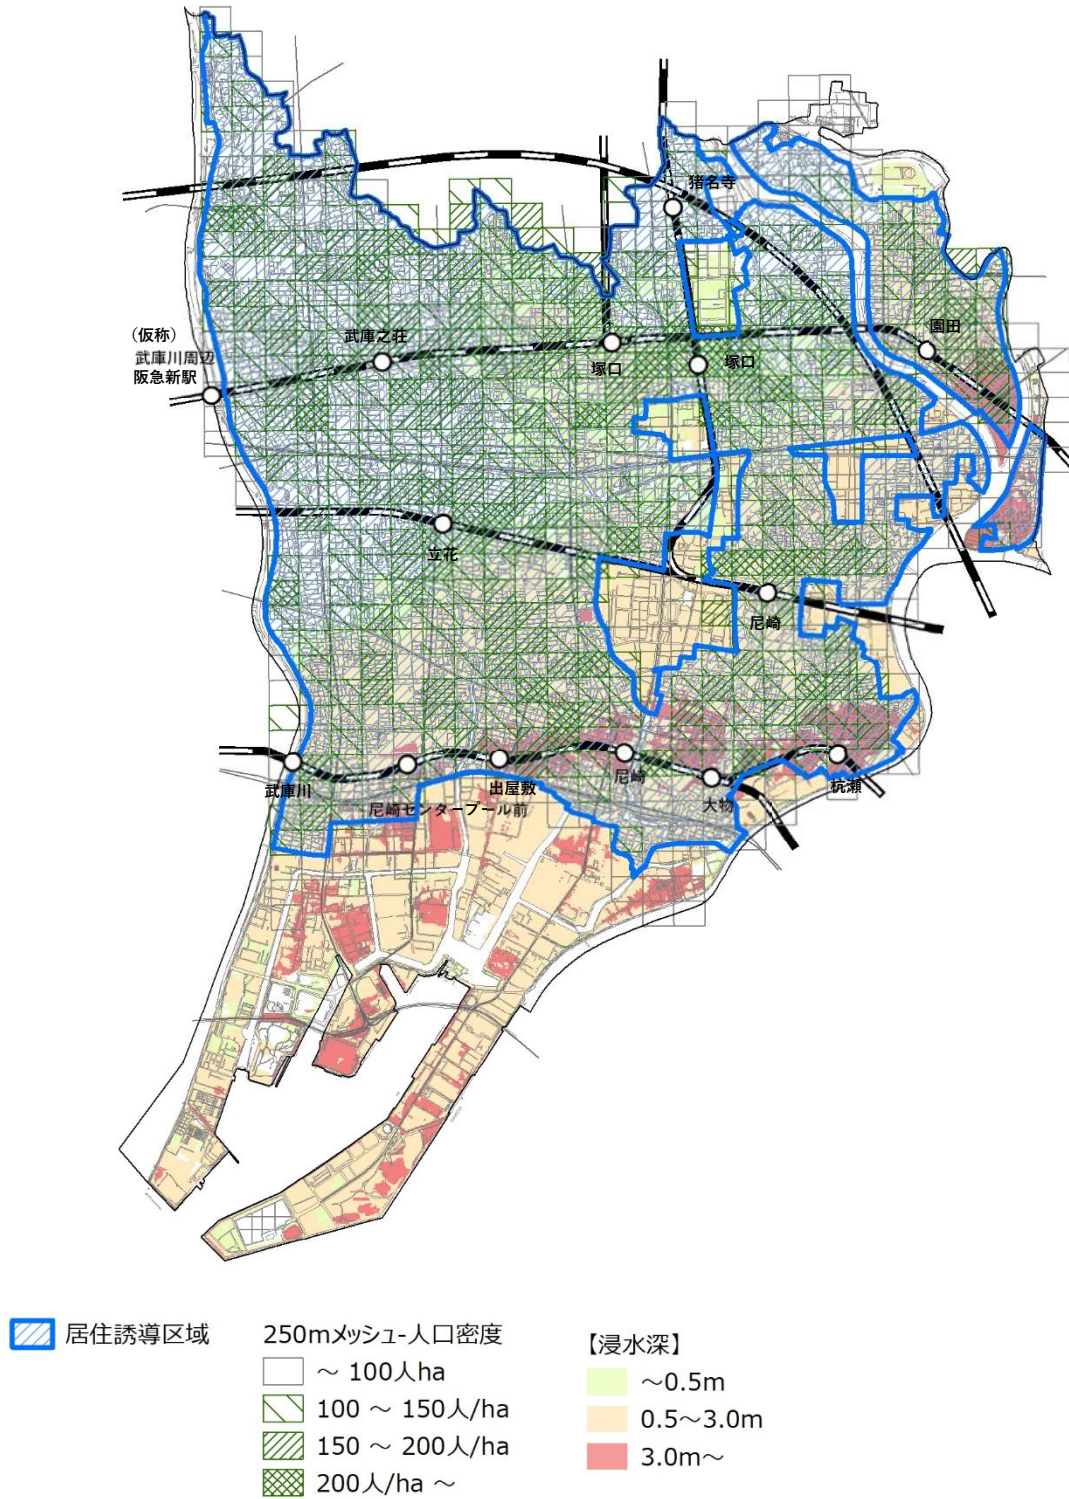 猪名寺
(仮称)
武庫川周辺
阪急新駅
武庫之荘
塚口
塚口
園田
立花
尼崎
武庫川
尼崎センタープール前
出屋敷
尼崎
大物
杭瀬
居住誘導区域
250mメッシュ-人口密度
～ 100人ha
100 ～ 150人/ha
150 ～ 200人/ha
200人/ha ～
【浸水深】
～0.5m
0.5～3.0m
3.0m～